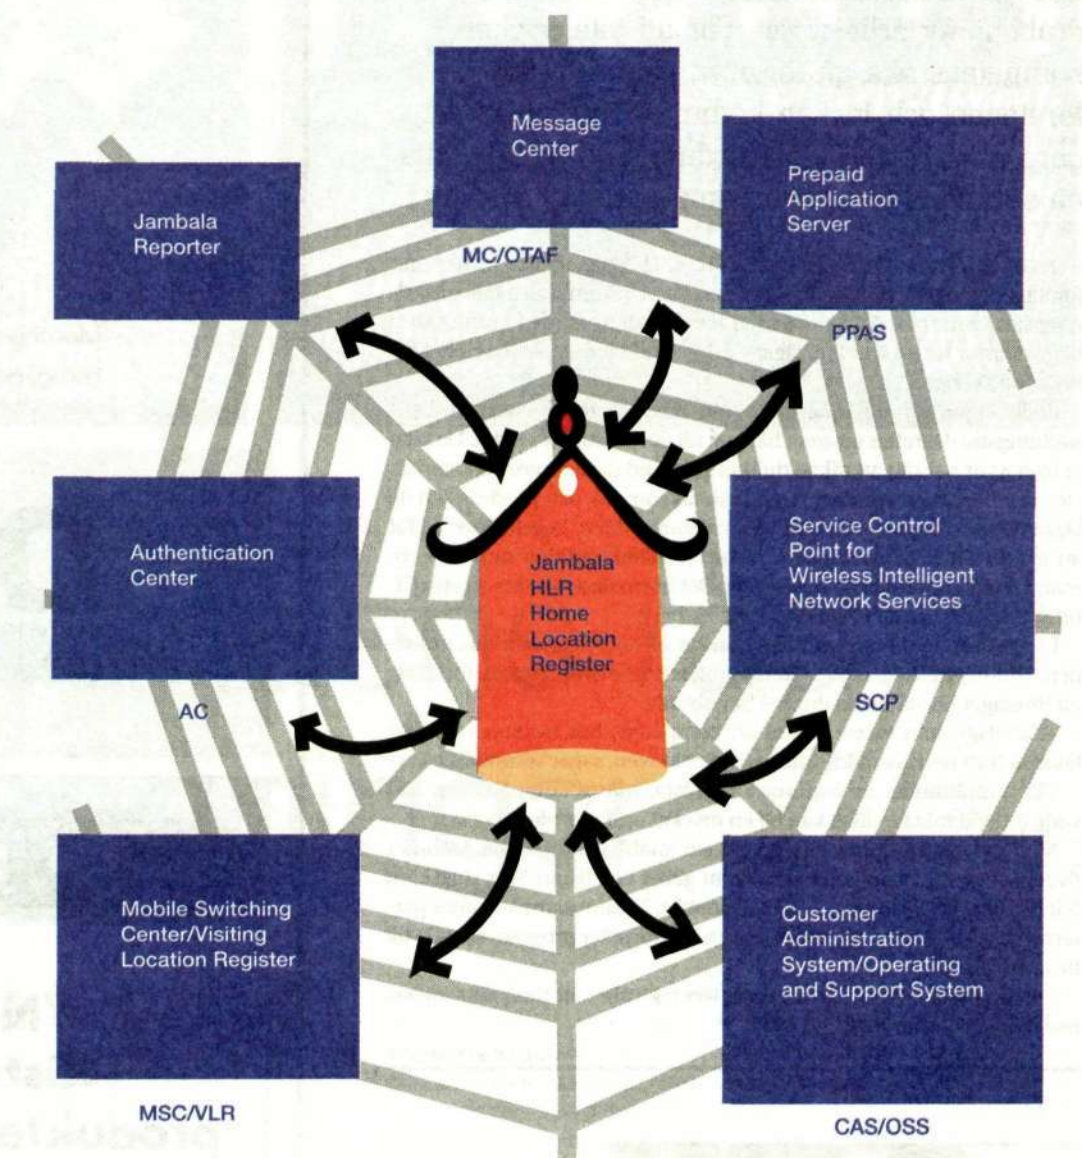 Message
Center
MC/OTAF
Prepaid
Application
Server
PPAS
Jambala
Reporter
Authentication
Center
AC
Jambala
HLR
Home
Location
Register
Service Control
Point for
Wireless Intelligent
Network Services
SCP
Mobile Switching
Center/Visiting
Location Register
MSC/VLR
Customer
Administration
System/Operating
and Support System
CAS/OSS